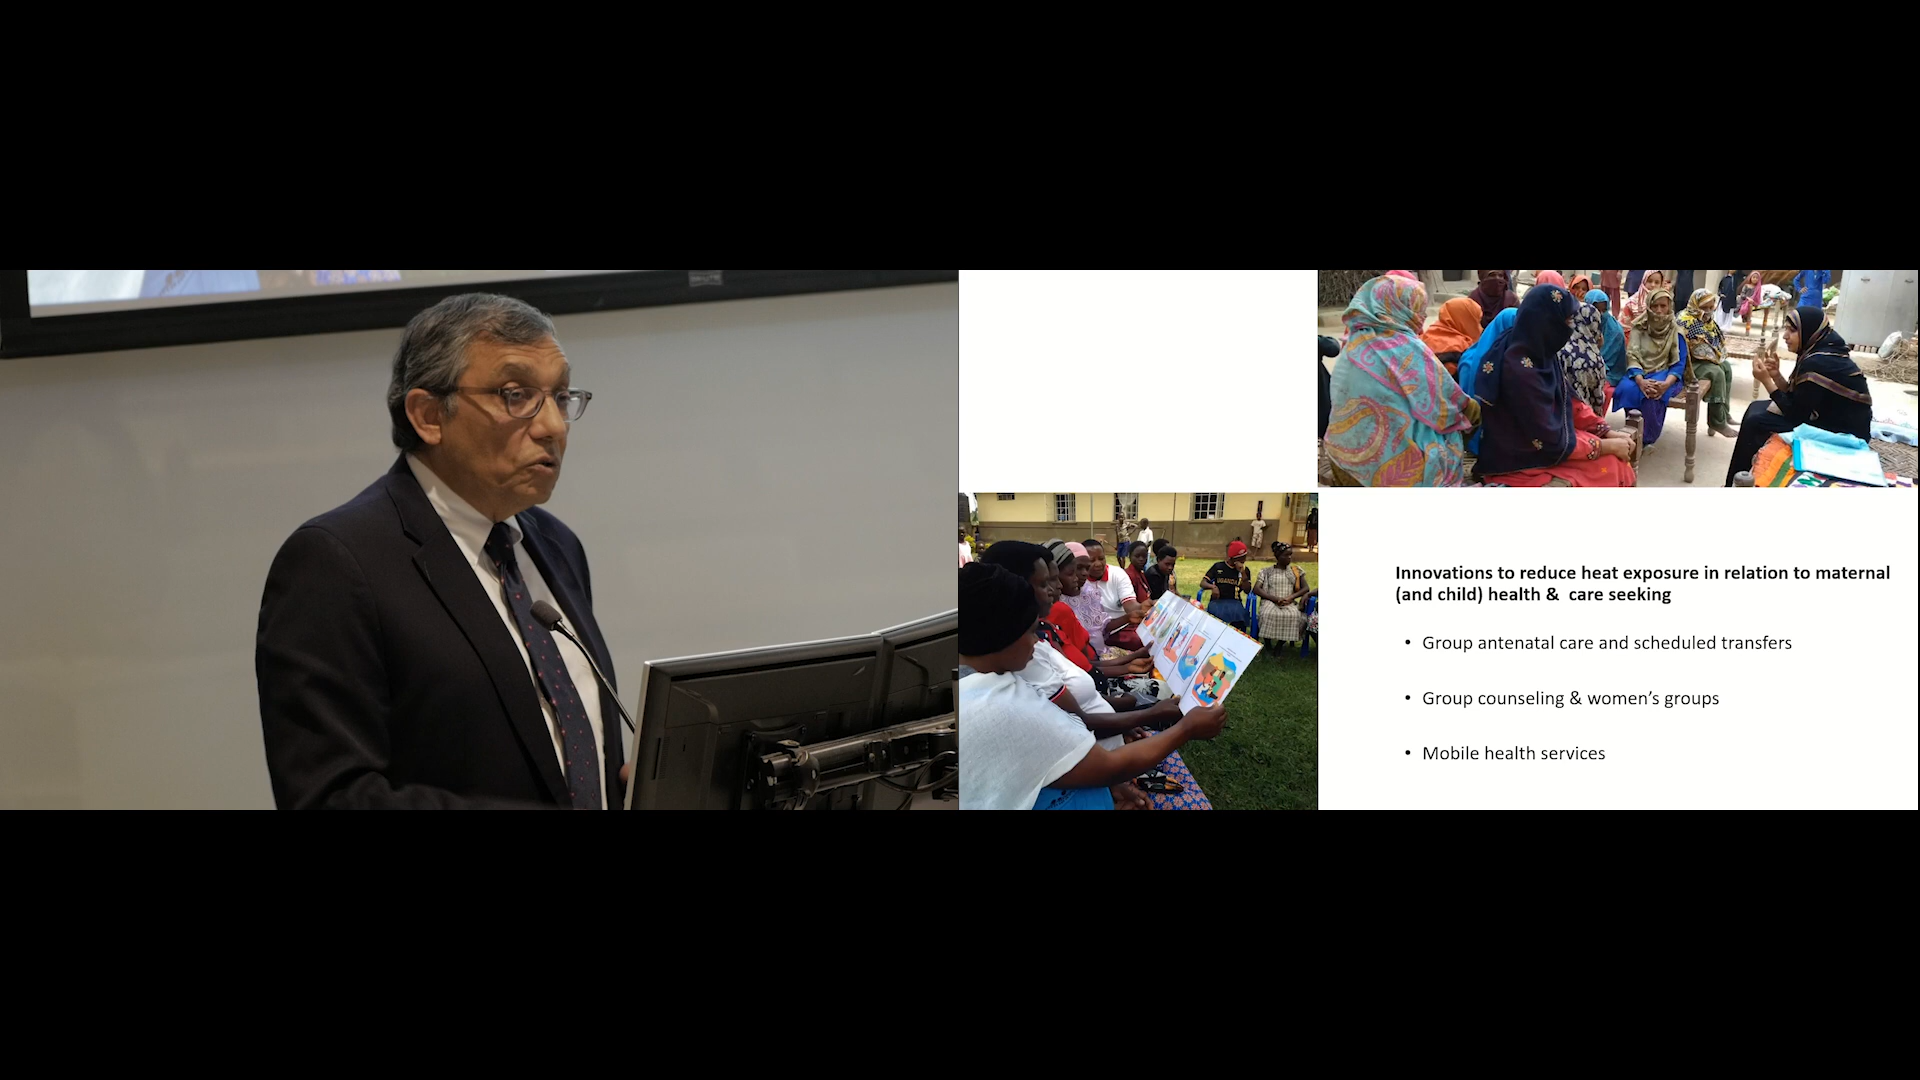 Innovations to reduce heat exposure in relation to maternal
(and child) health &  care seeking
• Group antenatal care and scheduled transfers
• Group counseling & women’s groups
• Mobile health services
UGANDA